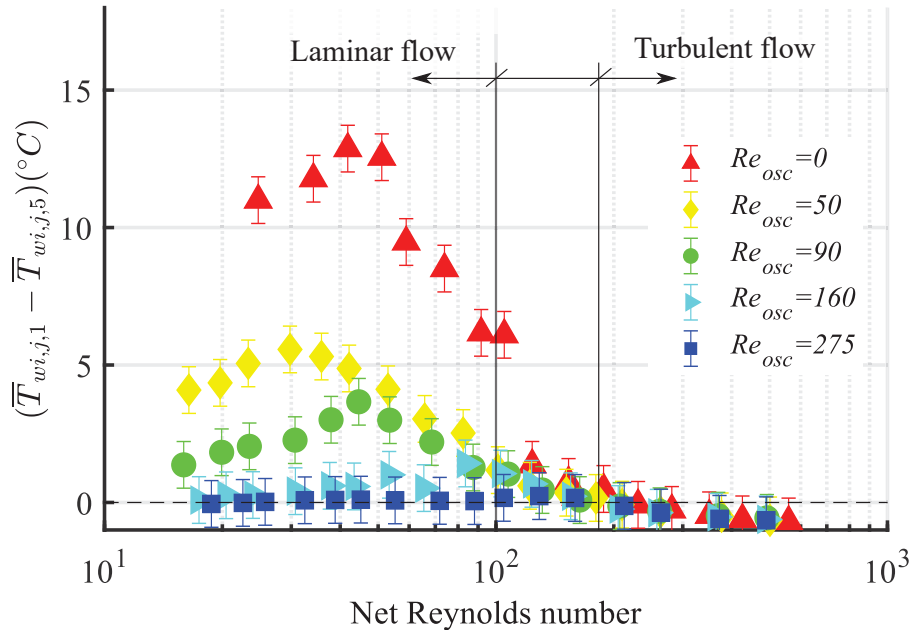 Laminar flow Turbulent flow
15
10
5
0
(T̅wi,j,1 − T̅wi,j,5)(°C)
Reosc=0
Reosc=50
Reosc=90
Reosc=160
Reosc=275
10¹ 10² 10³
Net Reynolds number